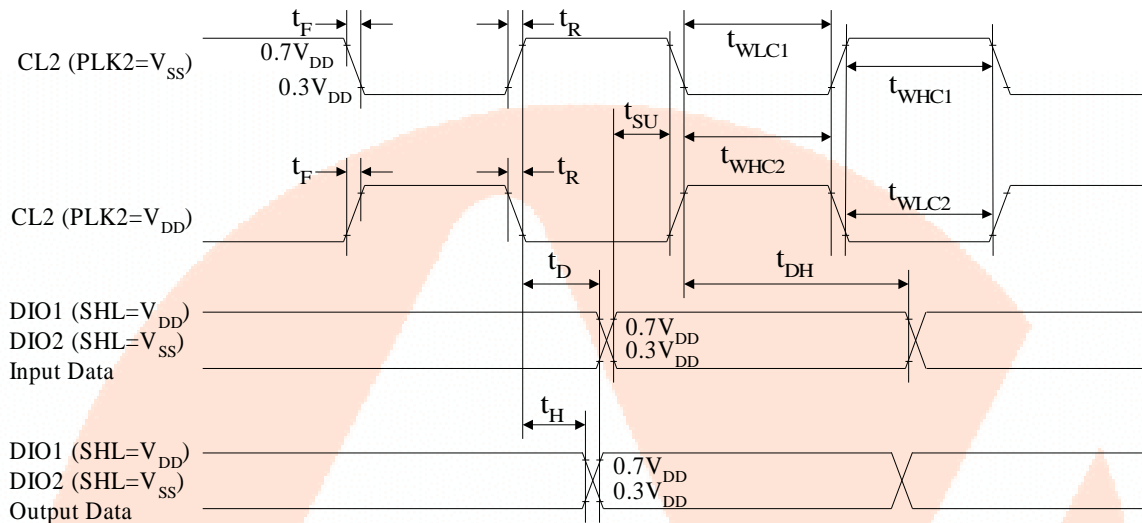 tF tR tWLC1
CL2 (PLK2=VSS) 0.7VDD
0.3VDD
tWHC1
tSU
tF tR tWHC2
CL2 (PLK2=VDD)
tWLC2
tD tDH
DIO1 (SHL=VDD)
DIO2 (SHL=VSS)
Input Data
0.7VDD
0.3VDD
tH
DIO1 (SHL=VDD)
DIO2 (SHL=VSS)
Output Data
0.7VDD
0.3VDD